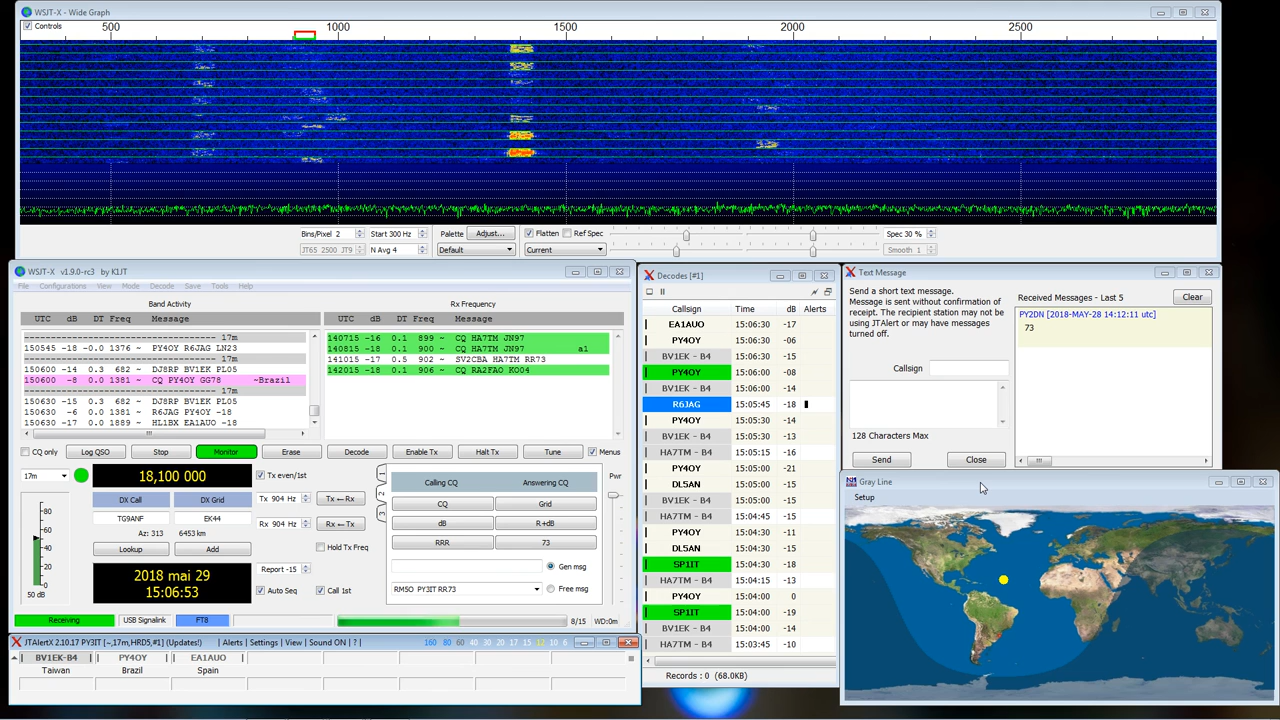 WSJT-X - Wide Graph
Controls 500 1000 1500 2000 2500
Bins/Pixel 2 Start 300 Hz Palette Adjust... Flatten Ref Spec Spec 30 %
JT65 2500 JT9 N Avg 4 Default Current Smooth 1
WSJT-X v1.9.0-rc3 by K1JT
File Configurations View Mode Decode Save Tools Help
Band Activity
UTC dB DT Freq Message
17m
150545 -18 -0.0 1376 ~ PY4OY R6JAG LN23
17m
150600 -14 0.3 682 ~ DJ8RP BV1EK PL05
150600 -8 0.0 1381 ~ CQ PY4OY GG78 ~Brazil
17m
150630 -15 0.3 682 ~ DJ8RP BV1EK PL05
150630 -6 0.0 1381 ~ R6JAG PY4OY -18
150630 -17 0.0 1889 ~ HL1BX EA1AUO -18
Rx Frequency
UTC dB DT Freq Message
140715 -16 0.1 899 ~ CQ HA7TM JN97
140815 -18 0.1 900 ~ CQ HA7TM JN97 a1
141015 -17 0.5 902 ~ SV2CBA HA7TM RR73
142015 -18 0.1 906 ~ CQ RA2FAO KO04
CQ only Log QSO Stop Monitor Erase Decode Enable Tx Halt Tx Tune Menus
17m 18,100 000 Tx even/1st
DX Call DX Grid
TG9ANF EK44
Az: 313 6453 km
Lookup Add
2018 mai 29
15:06:53
-80
-60
-40
-20
-0
50 dB
Tx 904 Hz Tx ← Rx
Rx 904 Hz Rx ← Tx
Hold Tx Freq
Report -15
Auto Seq Call 1st
1
2
3
Calling CQ Answering CQ
CQ Grid
dB R+dB
RRR 73
Gen msg
RM5O PY3IT RR73 Free msg
Pwr
Receiving USB Signalink FT8 8/15 WD:0m
JTAlertX 2.10.17 PY3IT [~,17m,HRD5,#1] (Updates!) | Alerts | Settings | View | Sound ON | ? | 160 80 60 40 30 20 17 15 12 10 6
BV1EK-B4 PY4OY EA1AUO
Taiwan Brazil Spain
Decodes [#1]
Callsign Time dB Alerts
EA1AUO 15:06:30 -17
PY4OY 15:06:30 -06
BV1EK - B4 15:06:30 -15
PY4OY 15:06:00 -08
BV1EK - B4 15:06:00 -14
R6JAG 15:05:45 -18
PY4OY 15:05:30 -14
BV1EK - B4 15:05:30 -13
HA7TM - B4 15:05:15 -16
PY4OY 15:05:00 -21
DL5AN 15:05:00 -15
BV1EK - B4 15:05:00 -15
HA7TM - B4 15:04:45 -15
PY4OY 15:04:30 -11
DL5AN 15:04:30 -15
SP1IT 15:04:30 -18
HA7TM - B4 15:04:15 -13
PY4OY 15:04:00 0
SP1IT 15:04:00 -19
BV1EK - B4 15:04:00 -14
HA7TM - B4 15:03:45 -10
Records : 0 (68.0KB)
Text Message
Send a short text message.
Message is sent without confirmation of
receipt. The recipient station may not be
using JTAlert or may have messages
turned off.
Callsign
128 Characters Max
Send Close
Received Messages - Last 5 Clear
PY2DN [2018-MAY-28 14:12:11 utc]
73
Gray Line
Setup